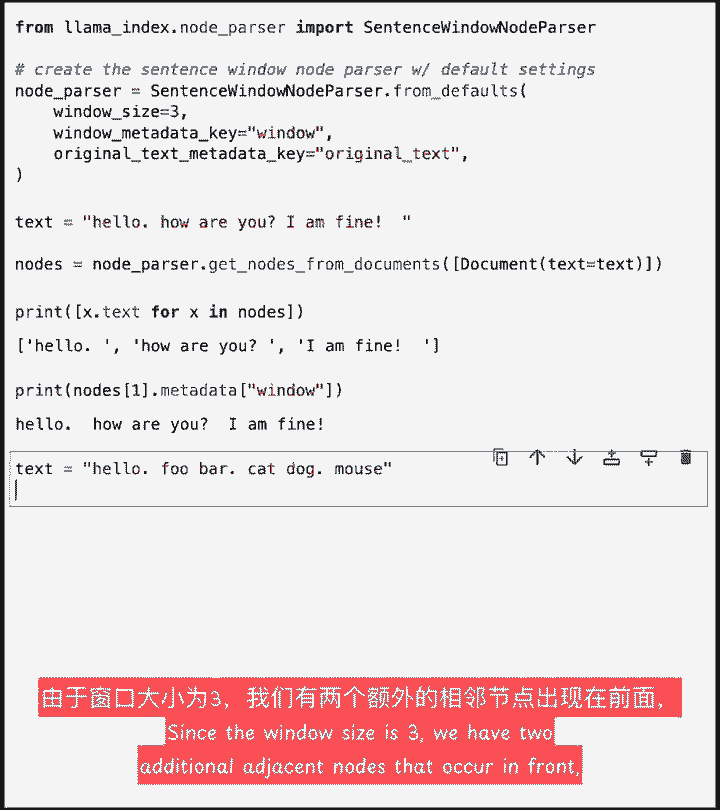 from llama_index.node_parser import SentenceWindowNodeParser
# create the sentence window node parser w/ default settings
node_parser = SentenceWindowNodeParser.from_defaults(
    window_size=3,
    window_metadata_key="window",
    original_text_metadata_key="original_text",
)
text = "hello. how are you? I am fine!  "
nodes = node_parser.get_nodes_from_documents([Document(text=text)])
print([x.text for x in nodes])
['hello. ', 'how are you? ', 'I am fine!  ']
print(nodes[1].metadata["window"])
hello.  how are you?  I am fine!
text = "hello. foo bar. cat dog. mouse"
由于窗口大小为3，我们有两个额外的相邻节点出现在前面，
Since the window size is 3, we have two
additional adjacent nodes that occur in front,